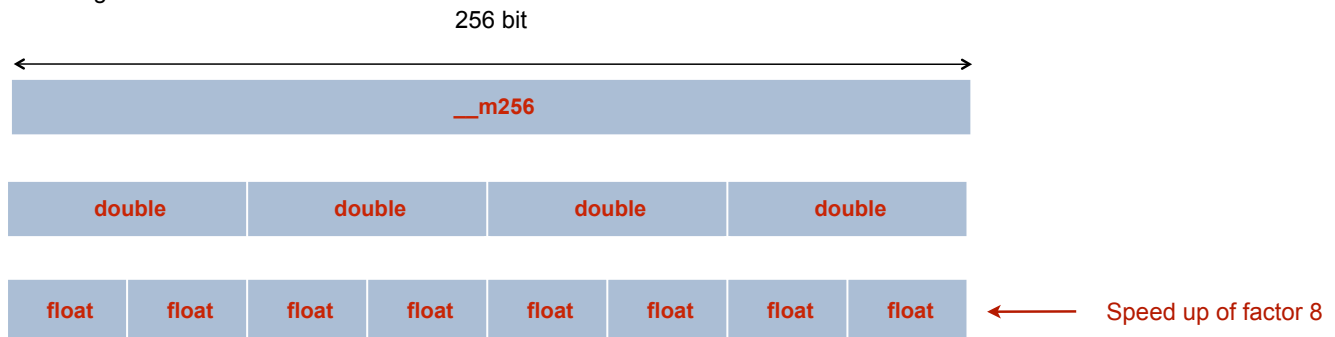 256 bit
__m256
double double double double
float float float float float float float float
Speed up of factor 8